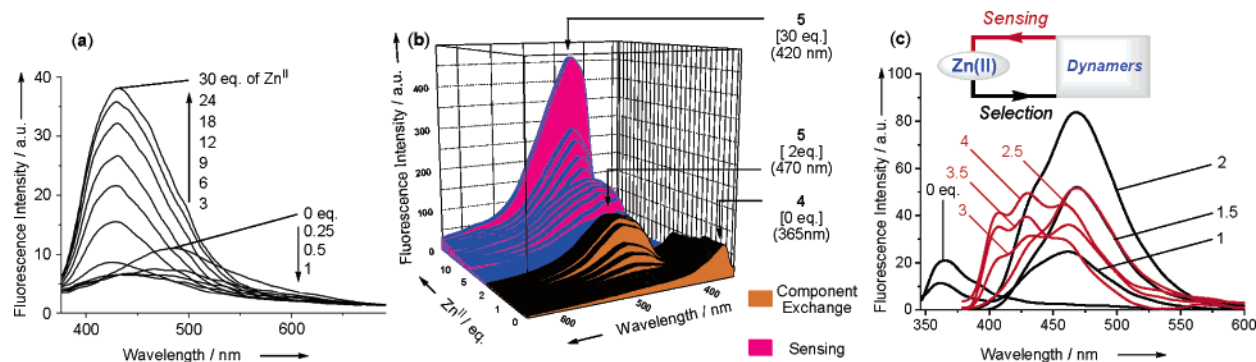 (a)
Fluorescence Intensity / a.u.
40
30
20
10
0
30 eq. of ZnII
24
18
12
9
6
3
0 eq.
0.25
0.5
1
400
500
600
Wavelength / nm
(b)
Fluorescence Intensity / a.u.
400
300
200
100
0
10
5
2
1
0
ZnII / eq.
600
500
400
Wavelength / nm
5
[30 eq.]
(420 nm)
5
[2eq.]
(470 nm)
4
[0 eq.]
(365nm)
Component
Exchange
Sensing
(c)
Sensing
Zn(II)
Dynamers
Selection
Fluorescence Intensity / a.u.
100
80
60
40
20
0
0 eq.
3.5
4
3
2.5
2
1.5
1
350
400
450
500
550
600
Wavelength / nm